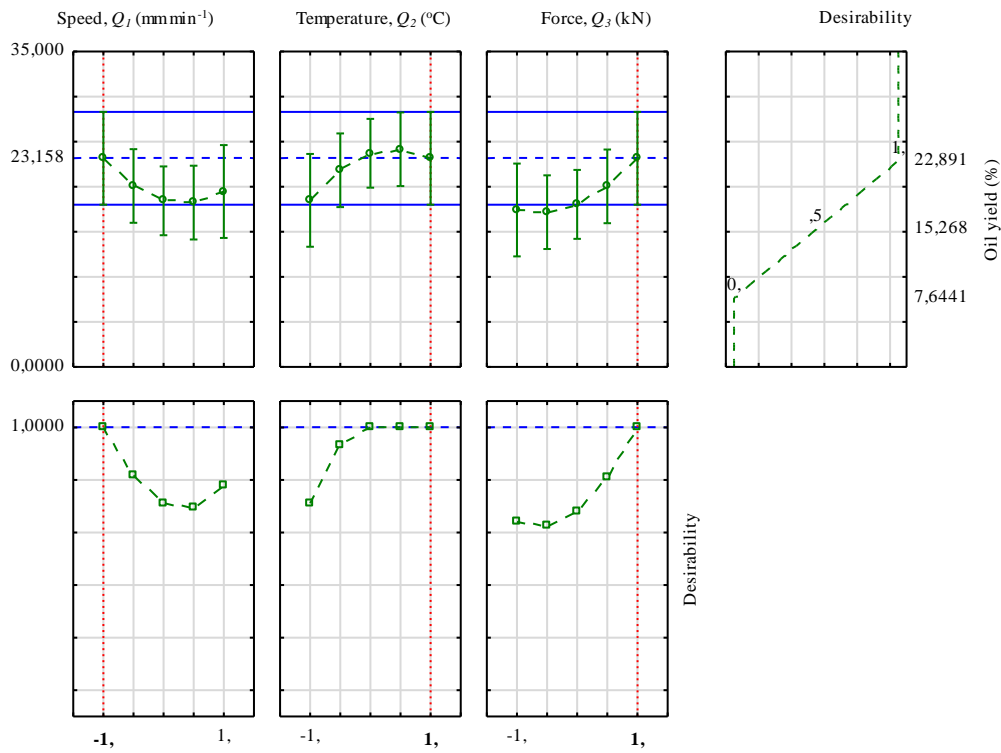 Speed, Q1 (mm min-1)
Temperature, Q2 (oC)
Force, Q3 (kN)
Desirability
35,000
23.158
0,0000
1,
,5
0,
22,891
15,268
7,6441
Oil yield (%)
1,0000
Desirability
-1,
1,
-1,
1,
-1,
1,